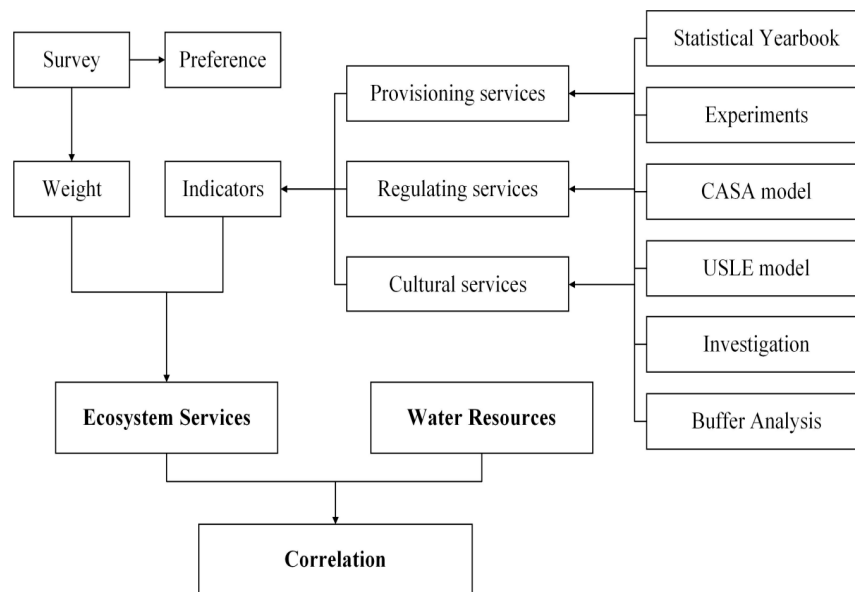 Survey
Preference
Weight
Indicators
Provisioning services
Regulating services
Cultural services
Statistical Yearbook
Experiments
CASA model
USLE model
Investigation
Buffer Analysis
Ecosystem Services
Water Resources
Correlation